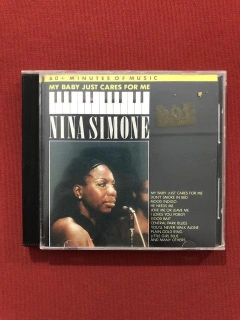 60+ MINUTES OF MUSIC
MY BABY JUST CARES FOR ME
NINA SIMONE
MY BABY JUST CARES FOR ME
DON'T SMOKE IN BED
MOOD INDIGO
HE NEEDS ME
LOVE ME OR LEAVE ME
I LOVES YOU PORGY
GOOD BAIT
CENTRAL PARK BLUES
YOU'LL NEVER WALK ALONE
PLAIN GOLD RING
LITTLE GIRL BLUE
AND MANY OTHERS